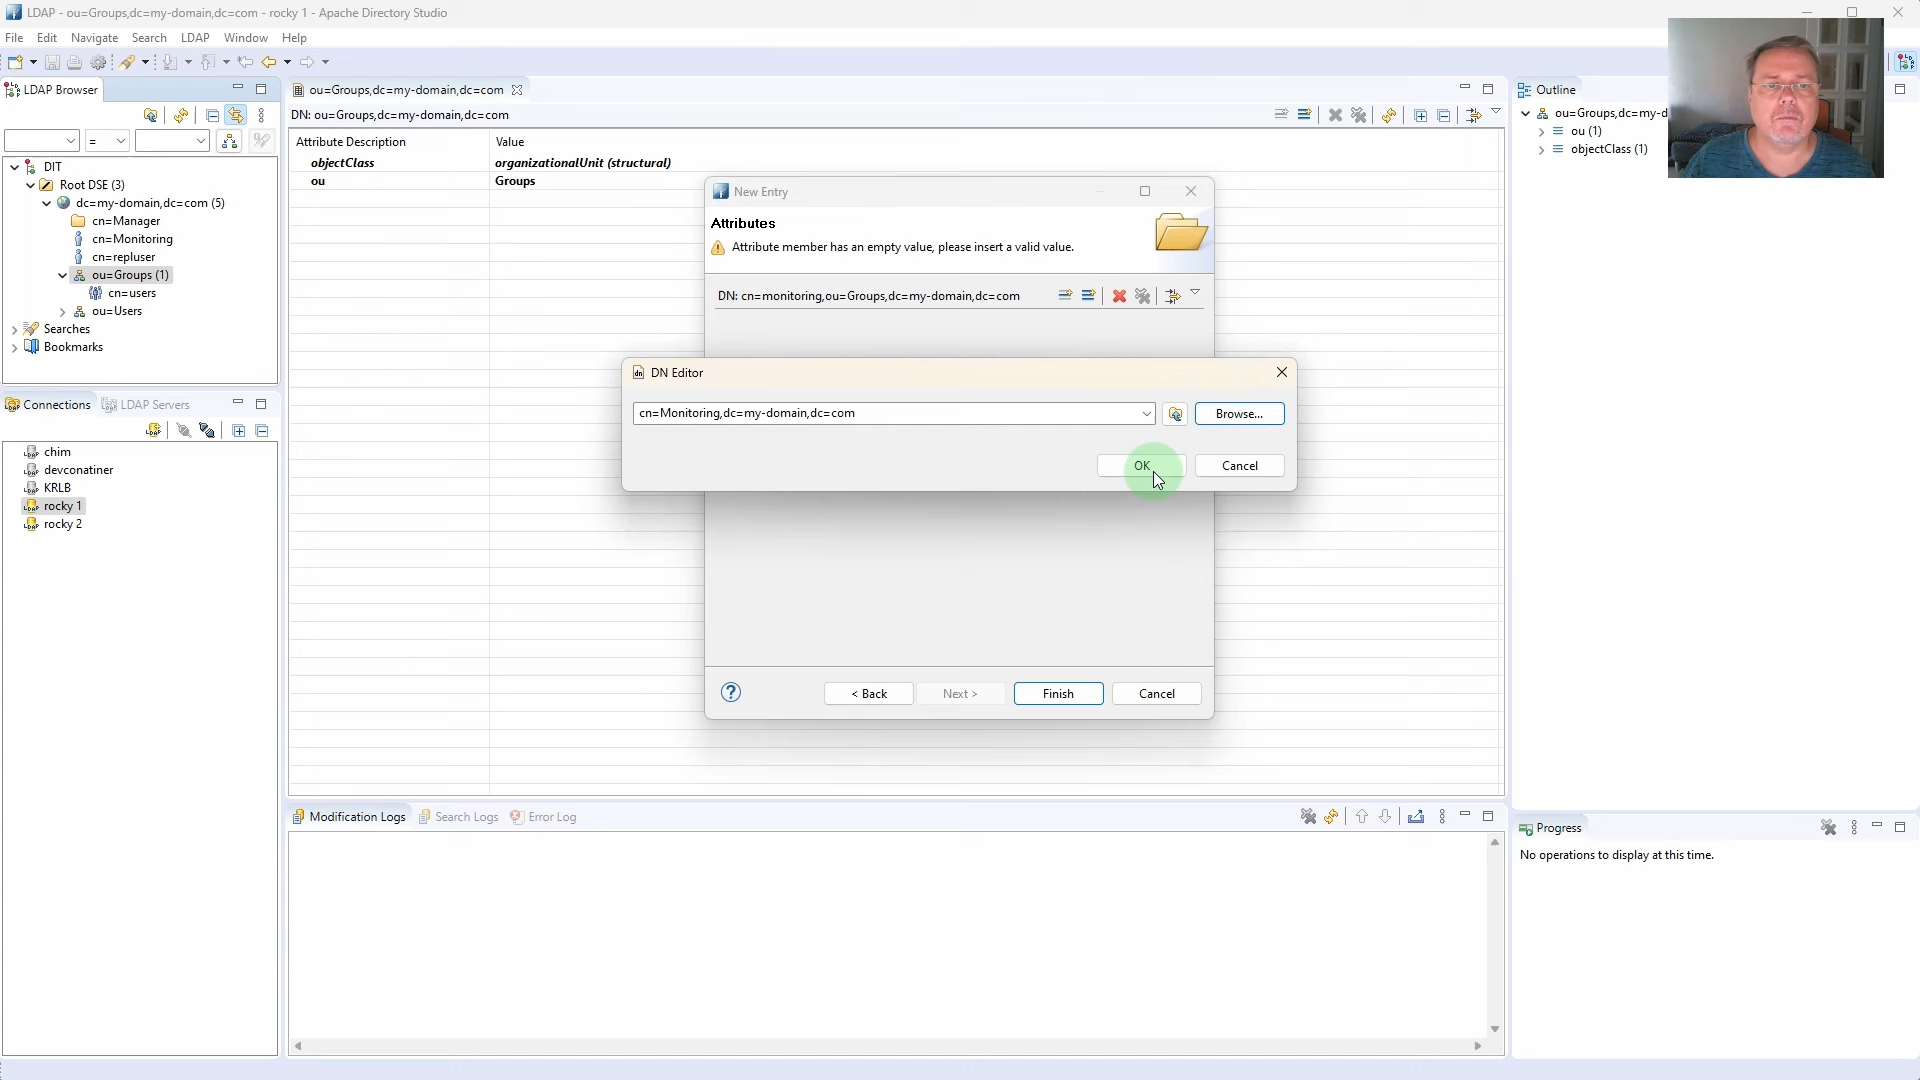 LDAP - ou=Groups,dc=my-domain,dc=com - rocky 1 - Apache Directory Studio
File Edit Navigate Search LDAP Window Help
LDAP Browser
=
DIT
Root DSE (3)
dc=my-domain,dc=com (5)
cn=Manager
cn=Monitoring
cn=repluser
ou=Groups (1)
cn=users
ou=Users
Searches
Bookmarks
Connections LDAP Servers
chim
devconatiner
KRLB
rocky 1
rocky 2
ou=Groups,dc=my-domain,dc=com
DN: ou=Groups,dc=my-domain,dc=com
Attribute Description Value
objectClass organizationalUnit (structural)
ou Groups
New Entry
Attributes
Attribute member has an empty value, please insert a valid value.
DN: cn=monitoring,ou=Groups,dc=my-domain,dc=com
DN Editor
cn=Monitoring,dc=my-domain,dc=com
Browse...
OK Cancel
< Back Next > Finish Cancel
Modification Logs Search Logs Error Log
Outline
ou=Groups,dc=my-d
ou (1)
objectClass (1)
Progress
No operations to display at this time.